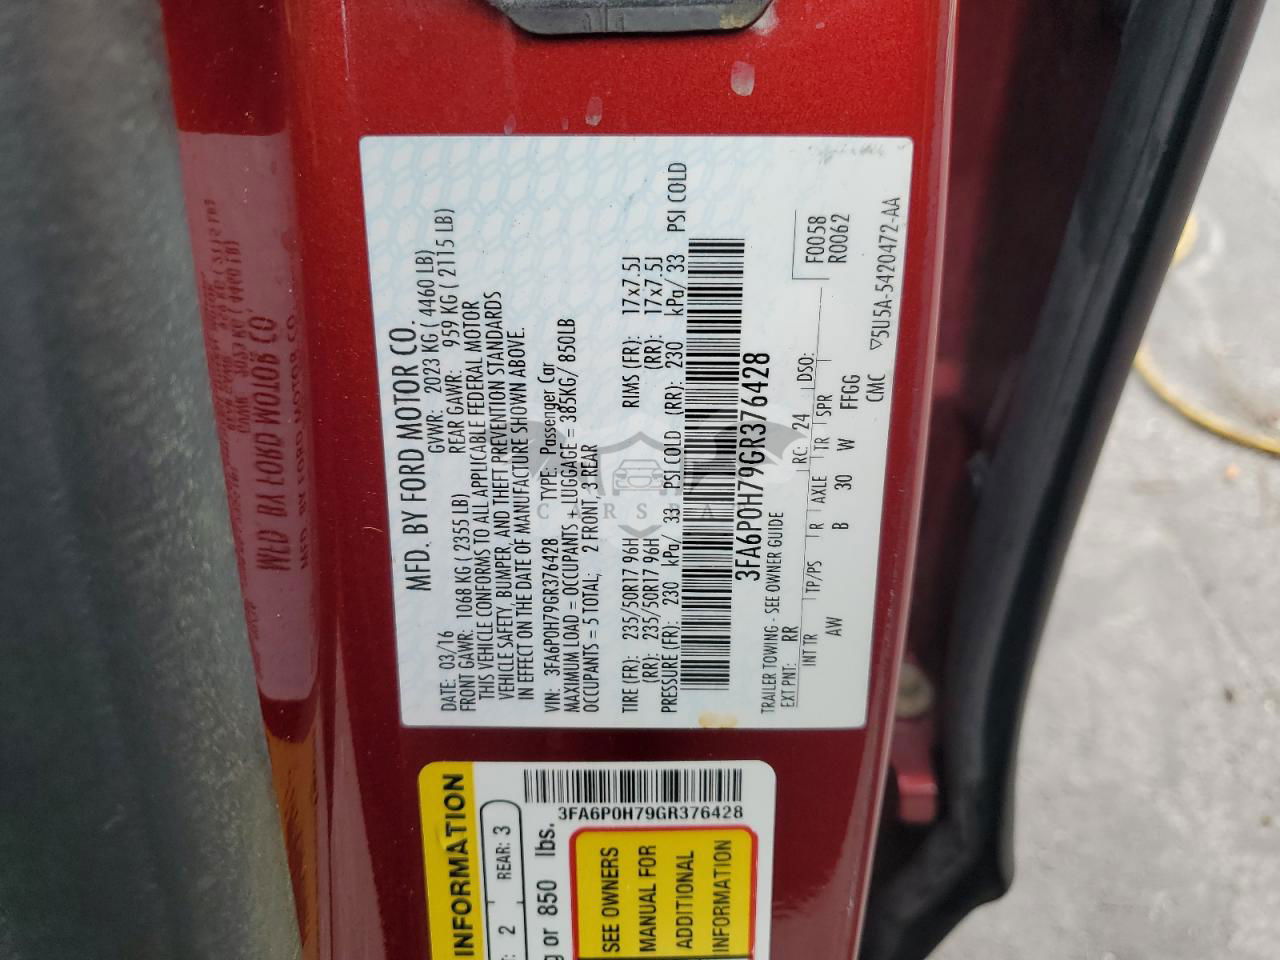 MFD. BY FORD MOTOR CO.
DATE: 03/16 GVWR: 2023 KG ( 4460 LB)
FRONT GAWR: 1068 KG ( 2355 LB) REAR GAWR: 959 KG ( 2115 LB)
THIS VEHICLE CONFORMS TO ALL APPLICABLE FEDERAL MOTOR
VEHICLE SAFETY, BUMPER, AND THEFT PREVENTION STANDARDS
IN EFFECT ON THE DATE OF MANUFACTURE SHOWN ABOVE.
VIN: 3FA6P0H79GR376428 TYPE: Passenger Car
MAXIMUM LOAD = OCCUPANTS + LUGGAGE = 385KG/ 850LB
OCCUPANTS = 5 TOTAL; 2 FRONT, 3 REAR
TIRE (FR): 235/50R17 96H RIMS (FR): 17x7.5J
(RR): 235/50R17 96H (RR): 17x7.5J
PRESSURE (FR): 230 kPa/ 33 PSI COLD (RR): 230 kPa/ 33 PSI COLD
3FA6P0H79GR376428
TRAILER TOWING - SEE OWNER GUIDE
EXT PNT: RR RC: 24 DSO: F0058
R0062
INT TR TP/PS R AXLE TR SPR
AW B 30 W FFGG
CMC ▽5U5A-5420472-AA
CARS
INFORMATION
2 REAR: 3
or 850 lbs.
3FA6P0H79GR376428
SEE OWNERS
MANUAL FOR
ADDITIONAL
INFORMATION